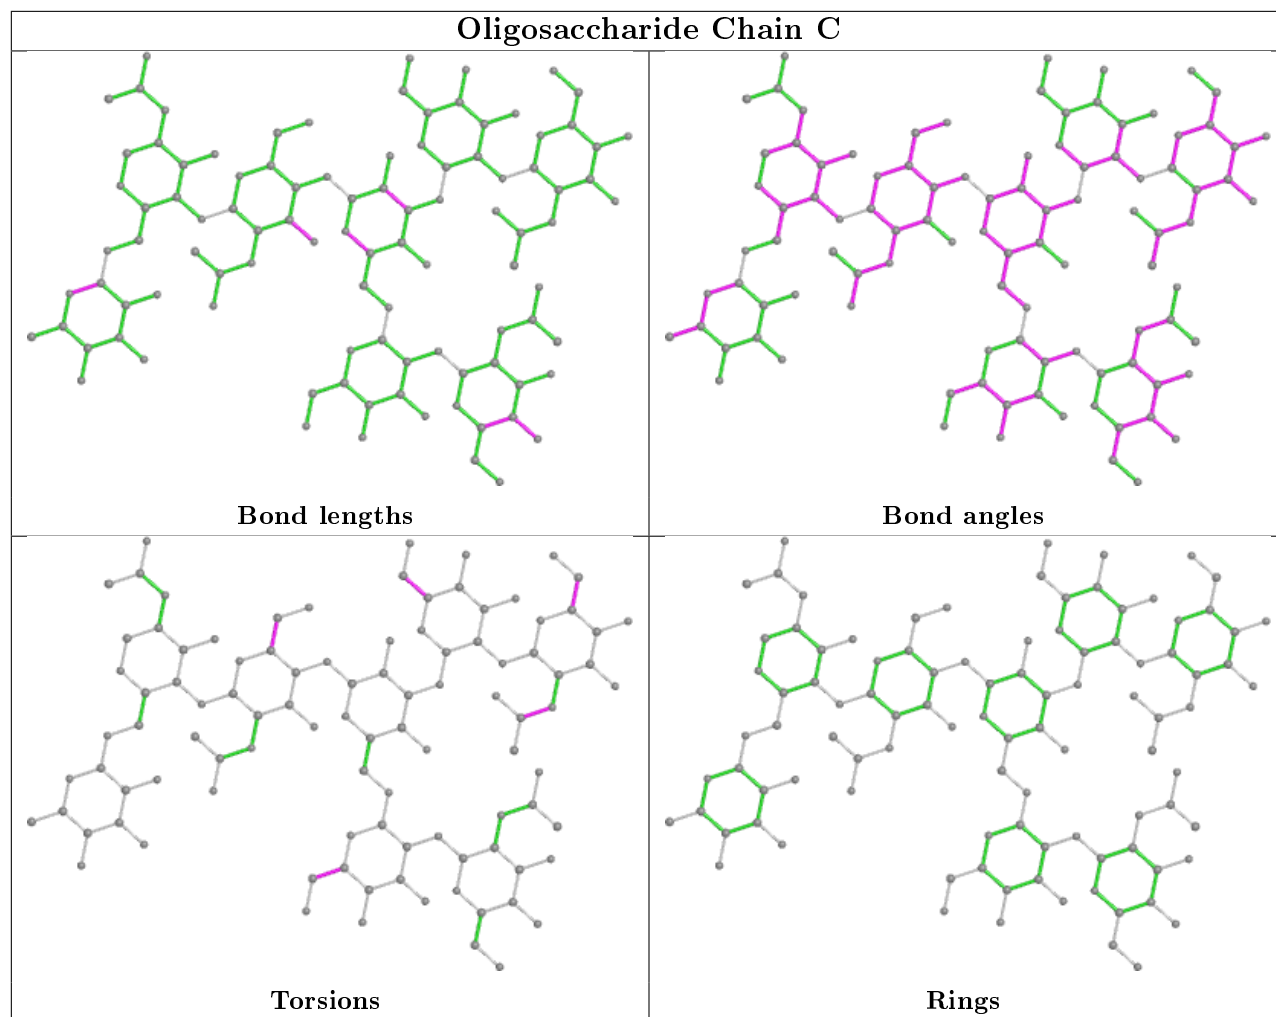 Oligosaccharide Chain C
Bond lengths
Bond angles
Torsions
Rings